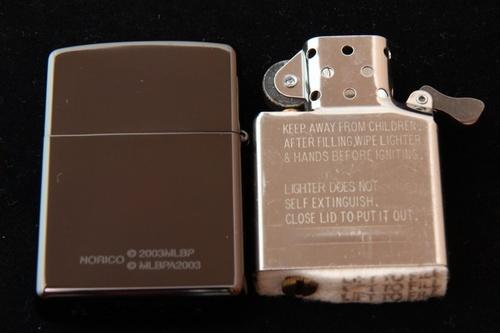 NORICO © 2003MLBP
© MLBPA2003
KEEP AWAY FROM CHILDREN.
AFTER FILLING, WIPE LIGHTER
& HANDS BEFORE IGNITING.
LIGHTER DOES NOT
SELF EXTINGUISH.
CLOSE LID TO PUT IT OUT.